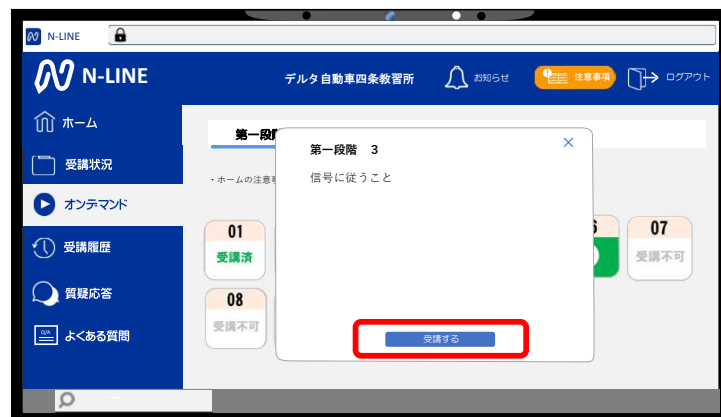 N-LINE
N-LINE
デルタ自動車四条教習所
お知らせ
注意事項
ログアウト
ホーム
受講状況
オンデマンド
受講履歴
質疑応答
よくある質問
第一段
・ホームの注意
第一段階 3
信号に従うこと
受講する
01
受講済
07
受講不可
08
受講不可